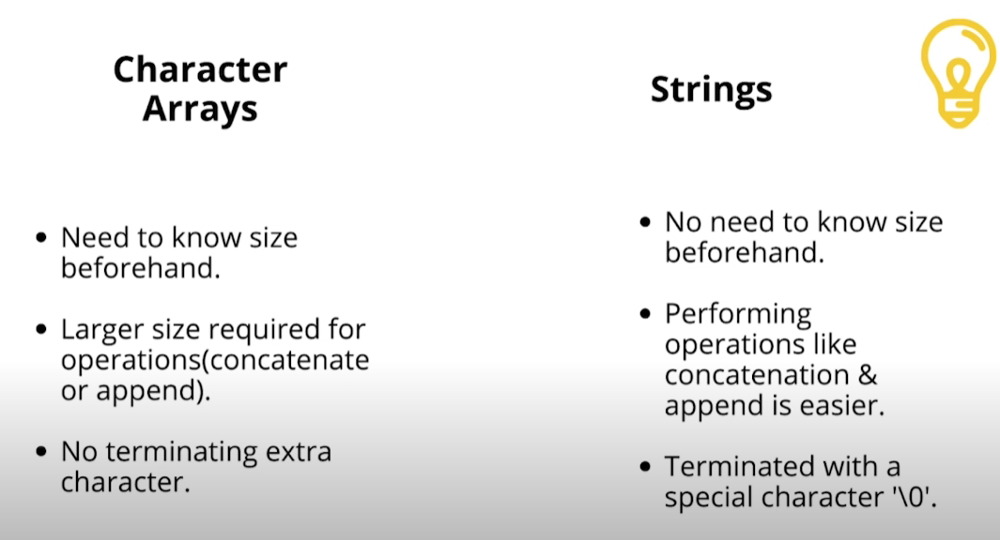 Character
Arrays
• Need to know size
beforehand.
• Larger size required for
operations(concatenate
or append).
• No terminating extra
character.
Strings
• No need to know size
beforehand.
• Performing
operations like
concatenation &
append is easier.
• Terminated with a
special character '\0'.